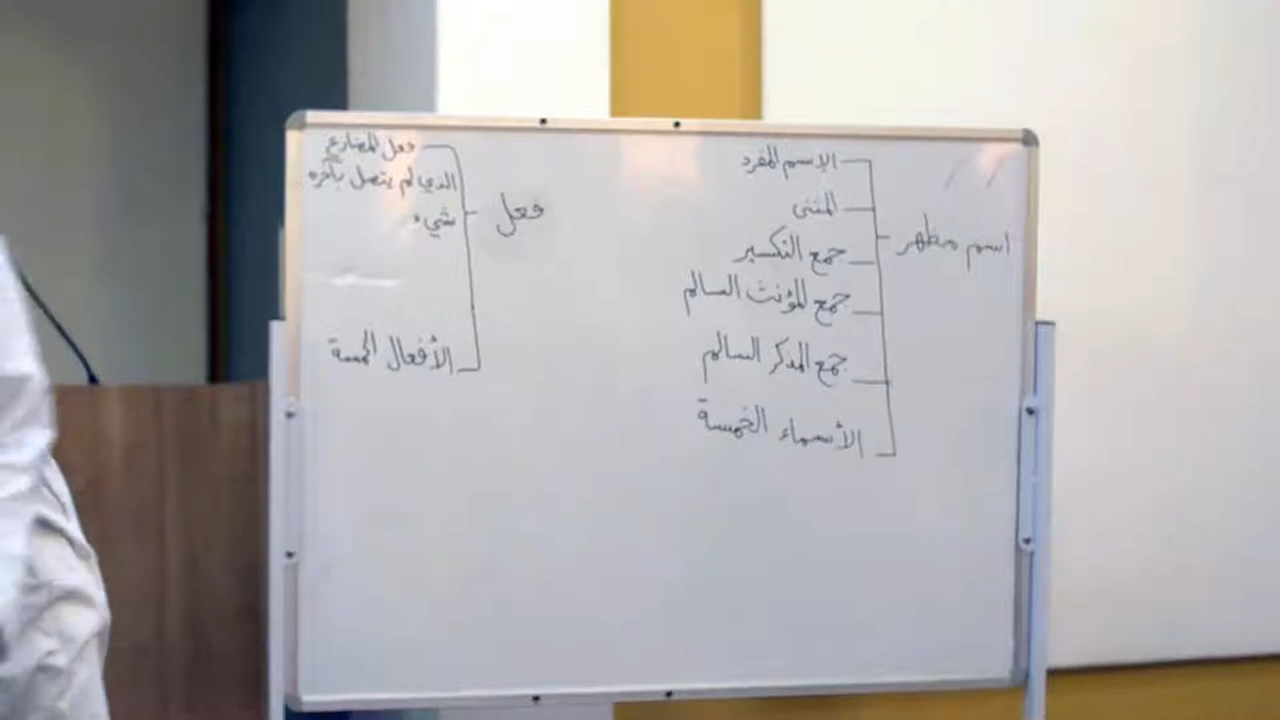 اسم مظهر
الإسم المفرد
المثنى
جمع التكسير
جمع المؤنث السالم
جمع المذكر السالم
الأسماء الخمسة
فعل
فعل المضارع
الذي لم يتصل بآخره
شيء
الأفعال الخمسة